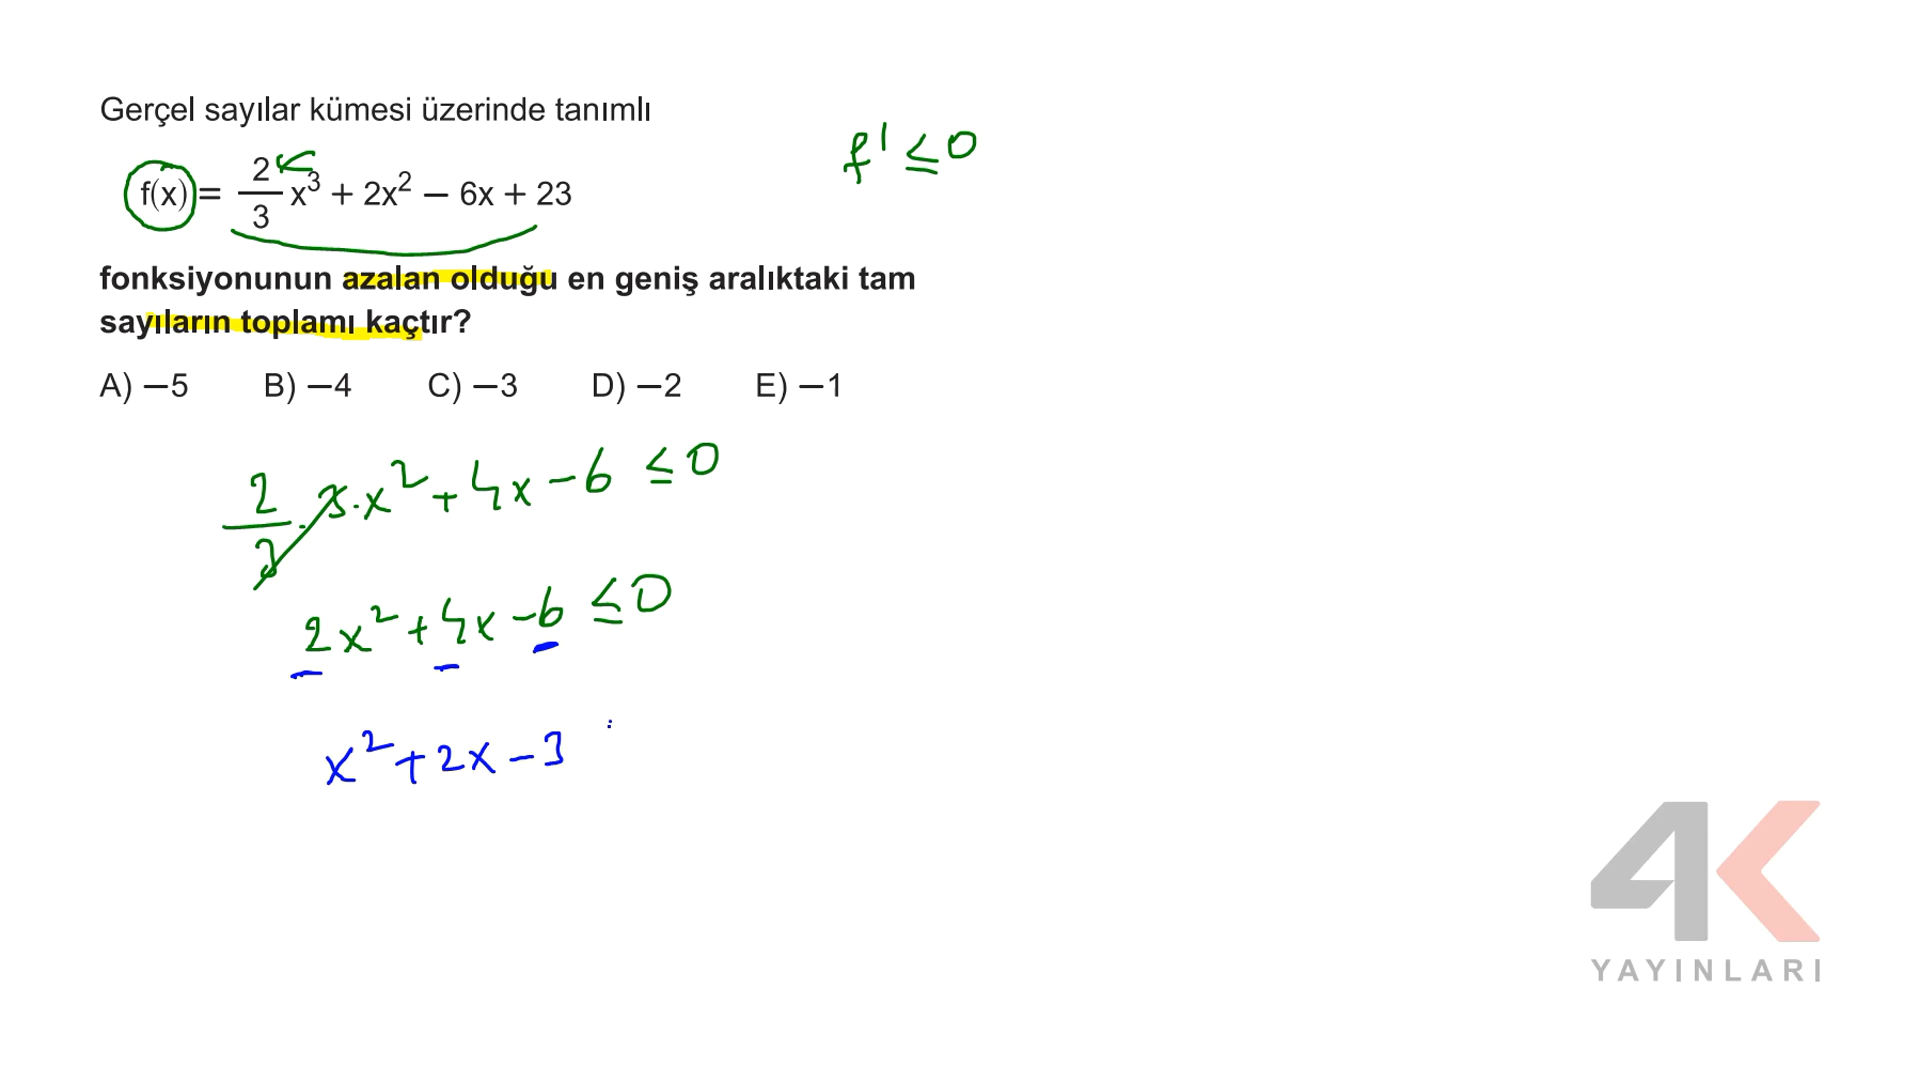 Gerçel sayılar kümesi üzerinde tanımlı
f(x) = 2/3 x³ + 2x² – 6x + 23
f' ≤ 0
fonksiyonunun azalan olduğu en geniş aralıktaki tam
sayıların toplamı kaçtır?
A) –5 B) –4 C) –3 D) –2 E) –1
2/3 · 3 · x² + 4x – 6 ≤ 0
2x² + 4x – 6 ≤ 0
x² + 2x – 3
4K
YAYINLARI